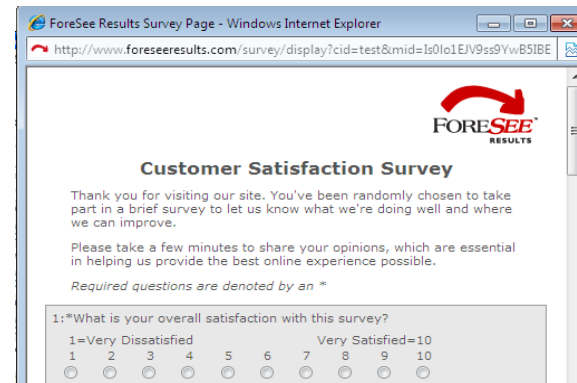 ForeSee Results Survey Page - Windows Internet Explorer
http://www.foreseeresults.com/survey/display?cid=test&mid=Is0lo1EJV9ss9YwB5IBE
FORESEE
RESULTS
Customer Satisfaction Survey
Thank you for visiting our site. You've been randomly chosen to take
part in a brief survey to let us know what we're doing well and where
we can improve.
Please take a few minutes to share your opinions, which are essential
in helping us provide the best online experience possible.
Required questions are denoted by an *
1:*What is your overall satisfaction with this survey?
1=Very Dissatisfied Very Satisfied=10
1 2 3 4 5 6 7 8 9 10